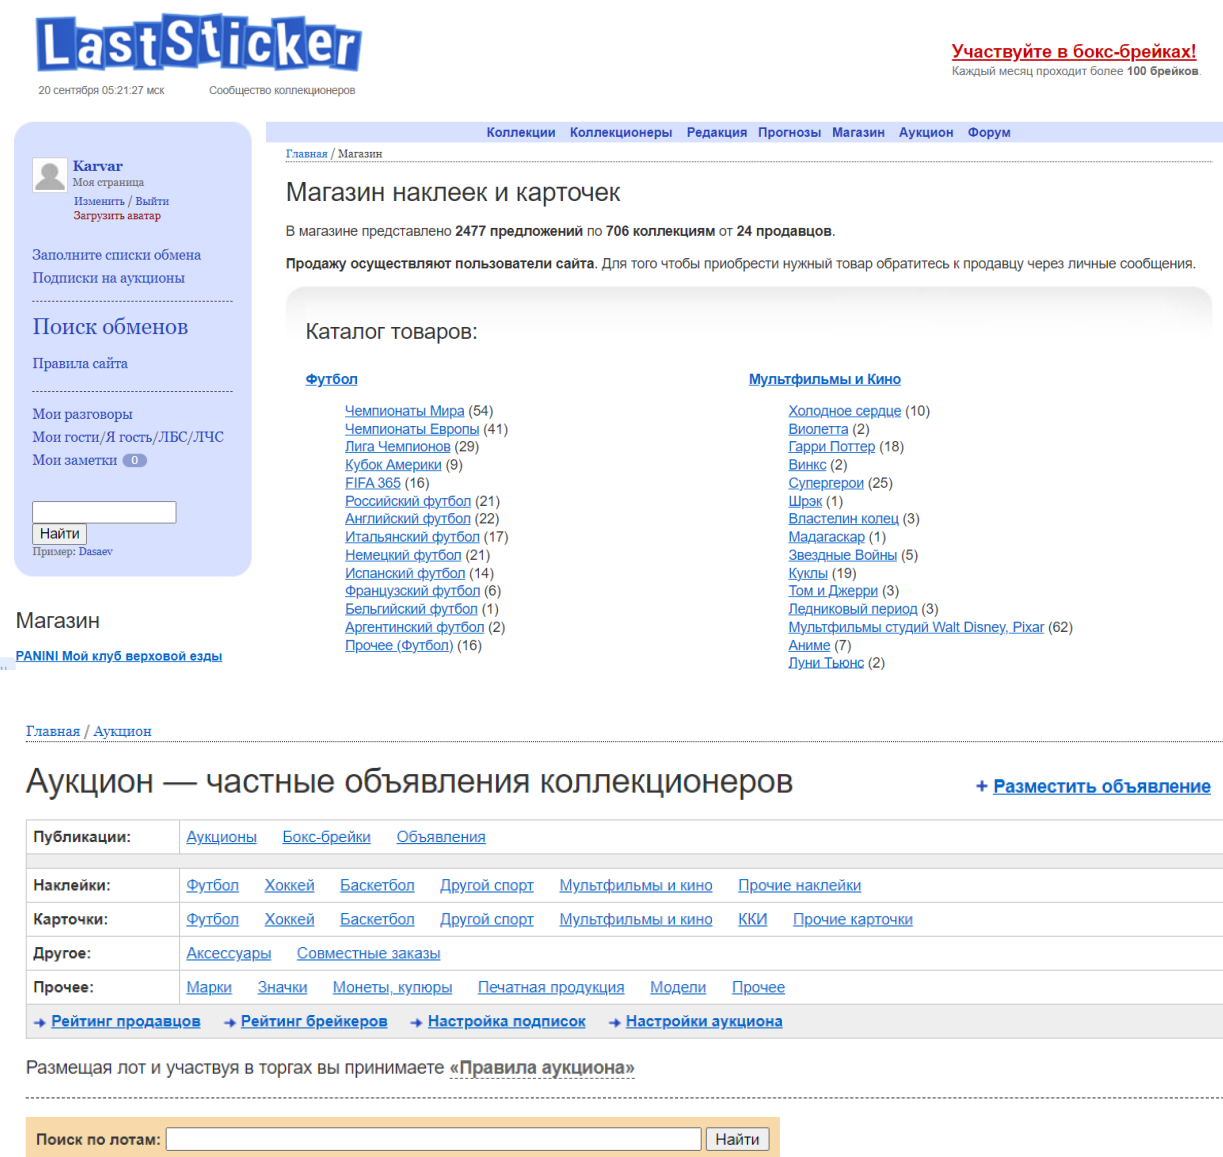 LastSticker
20 сентября 05:21:27 мск Сообщество коллекционеров
Участвуйте в бокс-брейках!
Каждый месяц проходит более 100 брейков.
Karvar
Моя страница
Изменить / Выйти
Загрузить аватар
Заполните списки обмена
Подписки на аукционы
Поиск обменов
Правила сайта
Мои разговоры
Мои гости/Я гость/ЛБС/ЛЧС
Мои заметки 0
Найти
Пример: Dasaev
Магазин
PANINI Мой клуб верховой езды
Коллекции Коллекционеры Редакция Прогнозы Магазин Аукцион Форум
Главная / Магазин
Магазин наклеек и карточек
В магазине представлено 2477 предложений по 706 коллекциям от 24 продавцов.
Продажу осуществляют пользователи сайта. Для того чтобы приобрести нужный товар обратитесь к продавцу через личные сообщения.
Каталог товаров:
Футбол
Чемпионаты Мира (54)
Чемпионаты Европы (41)
Лига Чемпионов (29)
Кубок Америки (9)
FIFA 365 (16)
Российский футбол (21)
Английский футбол (22)
Итальянский футбол (17)
Немецкий футбол (21)
Испанский футбол (14)
Французский футбол (6)
Бельгийский футбол (1)
Аргентинский футбол (2)
Прочее (Футбол) (16)
Мультфильмы и Кино
Холодное сердце (10)
Виолетта (2)
Гарри Поттер (18)
Винкс (2)
Супергерои (25)
Шрэк (1)
Властелин колец (3)
Мадагаскар (1)
Звездные Войны (5)
Куклы (19)
Том и Джерри (3)
Ледниковый период (3)
Мультфильмы студий Walt Disney, Pixar (62)
Аниме (7)
Луни Тьюнс (2)
Главная / Аукцион
Аукцион — частные объявления коллекционеров
+ Разместить объявление
Публикации: Аукционы Бокс-брейки Объявления
Наклейки: Футбол Хоккей Баскетбол Другой спорт Мультфильмы и кино Прочие наклейки
Карточки: Футбол Хоккей Баскетбол Другой спорт Мультфильмы и кино ККИ Прочие карточки
Другое: Аксессуары Совместные заказы
Прочее: Марки Значки Монеты, купюры Печатная продукция Модели Прочее
Рейтинг продавцов Рейтинг брейкеров Настройка подписок Настройки аукциона
Размещая лот и участвуя в торгах вы принимаете «Правила аукциона»
Поиск по лотам: Найти